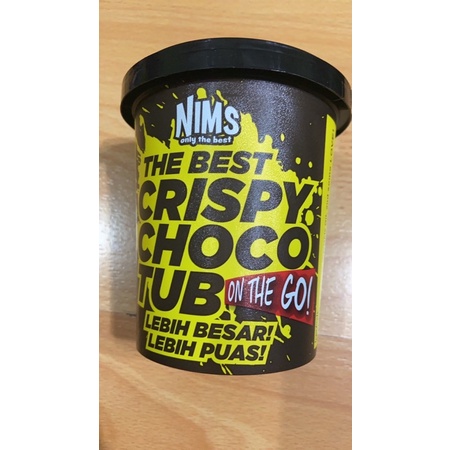 NIMS
only the best
THE BEST
CRISPY
CHOCO
TUB
ON THE GO!
LEBIH BESAR!
LEBIH PUAS!